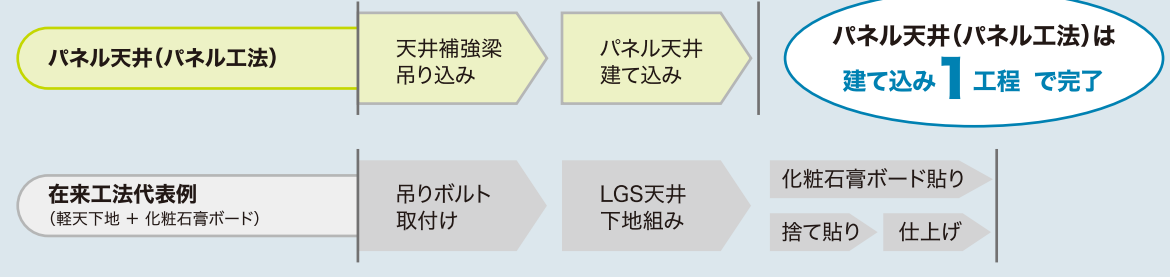 パネル天井（パネル工法）
天井補強梁
吊り込み
パネル天井
建て込み
パネル天井（パネル工法）は
建て込み1工程 で完了
在来工法代表例
（軽天下地 ＋ 化粧石膏ボード）
吊りボルト
取付け
LGS天井
下地組み
化粧石膏ボード貼り
捨て貼り
仕上げ